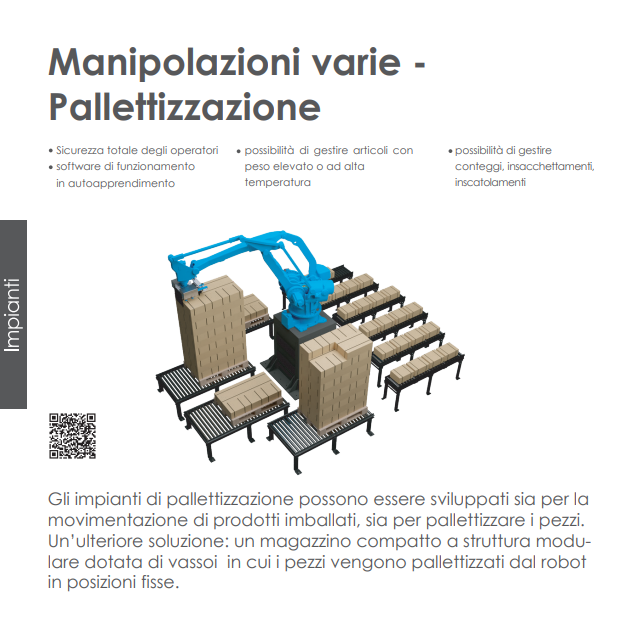 Manipolazioni varie -
Pallettizzazione
• Sicurezza totale degli operatori
• software di funzionamento
in autoapprendimento
• possibilità di gestire articoli con
peso elevato o ad alta
temperatura
• possibilità di gestire
conteggi, insacchettamenti,
inscatolamenti
Impianti
Gli impianti di pallettizzazione possono essere sviluppati sia per la
movimentazione di prodotti imballati, sia per pallettizzare i pezzi.
Un'ulteriore soluzione: un magazzino compatto a struttura modu-
lare dotata di vassoi  in cui i pezzi vengono pallettizzati dal robot
in posizioni fisse.